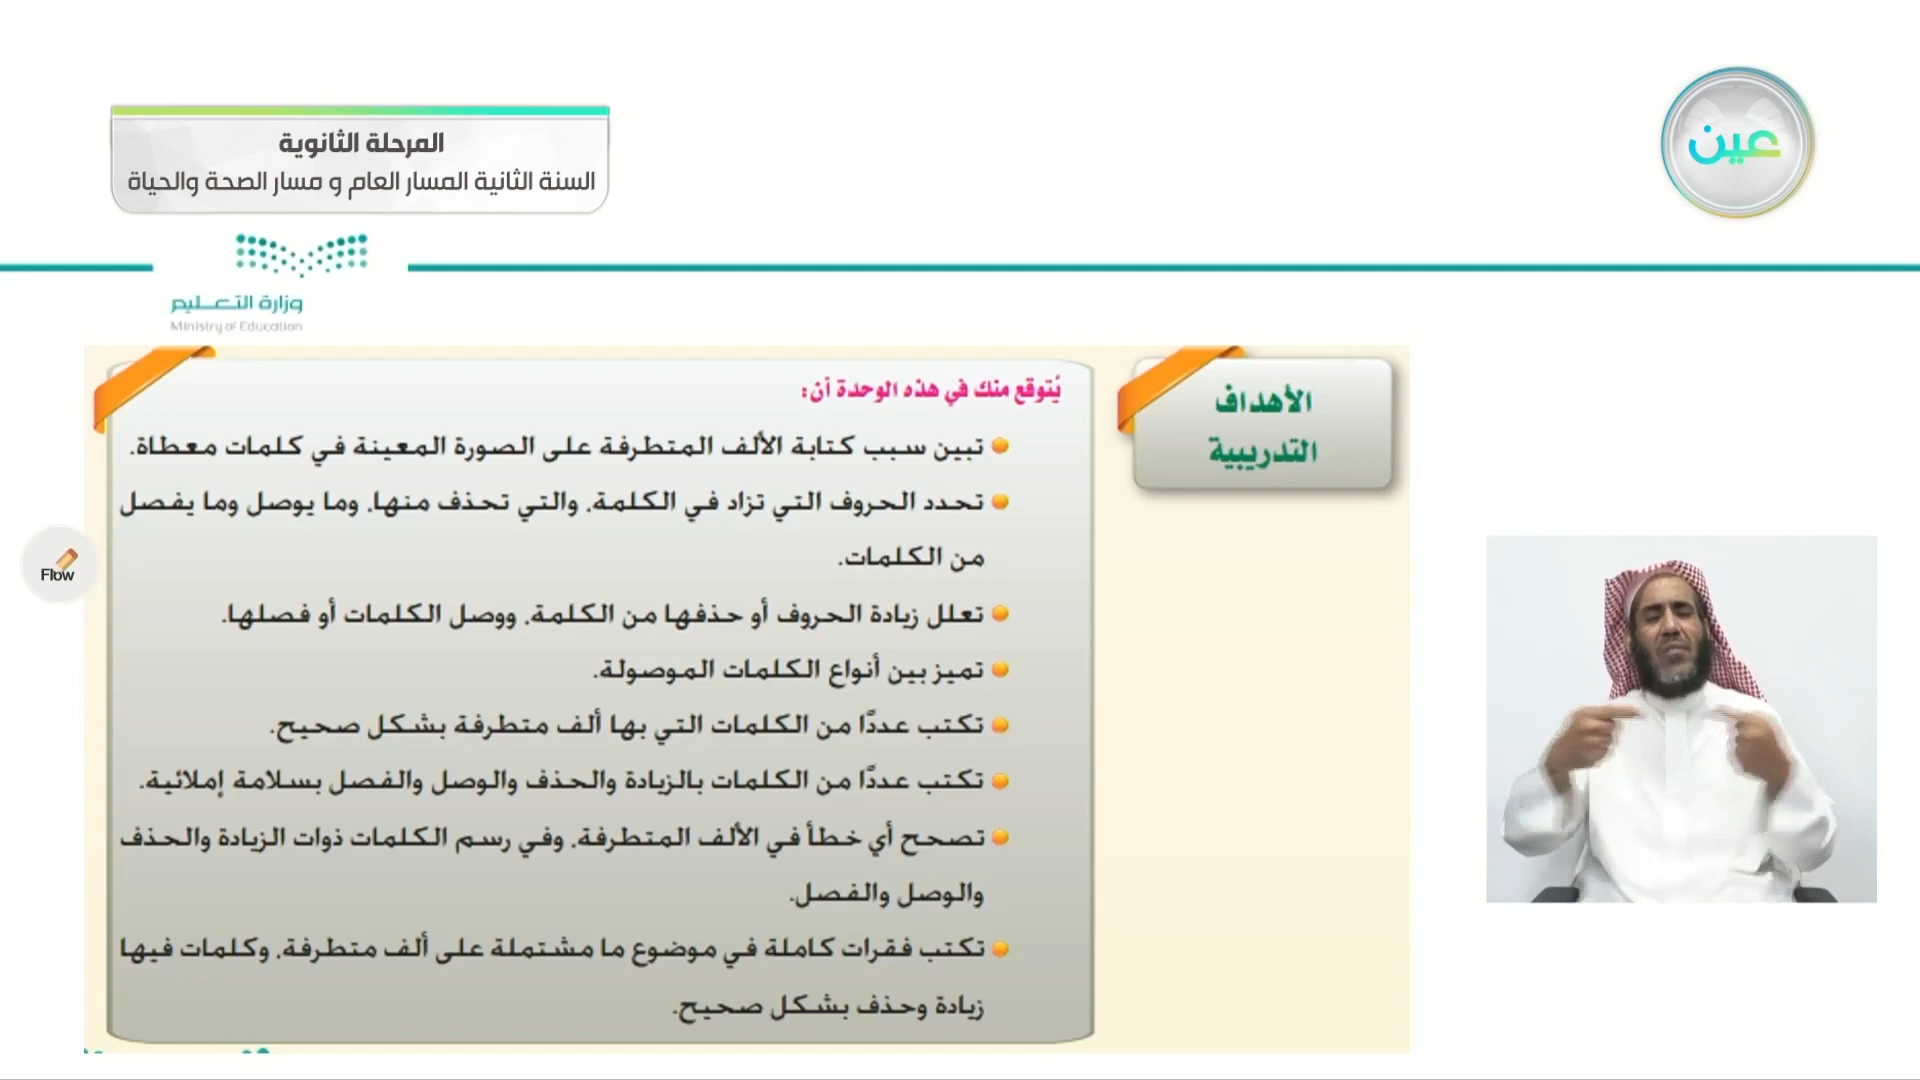 المرحلة الثانوية
السنة الثانية المسار العام و مسار الصحة والحياة
عين
وزارة التعليم
Ministry of Education
الأهداف
التدريبية
يُتوقع منك في هذه الوحدة أن:
تبين سبب كتابة الألف المتطرفة على الصورة المعينة في كلمات معطاة.
تحدد الحروف التي تزاد في الكلمة، والتي تحذف منها، وما يوصل وما يفصل
من الكلمات.
تعلل زيادة الحروف أو حذفها من الكلمة، ووصل الكلمات أو فصلها.
تميز بين أنواع الكلمات الموصولة.
تكتب عددًا من الكلمات التي بها ألف متطرفة بشكل صحيح.
تكتب عددًا من الكلمات بالزيادة والحذف والوصل والفصل بسلامة إملائية.
تصحح أي خطأ في الألف المتطرفة، وفي رسم الكلمات ذوات الزيادة والحذف
والوصل والفصل.
تكتب فقرات كاملة في موضوع ما مشتملة على ألف متطرفة، وكلمات فيها
زيادة وحذف بشكل صحيح.
Flow